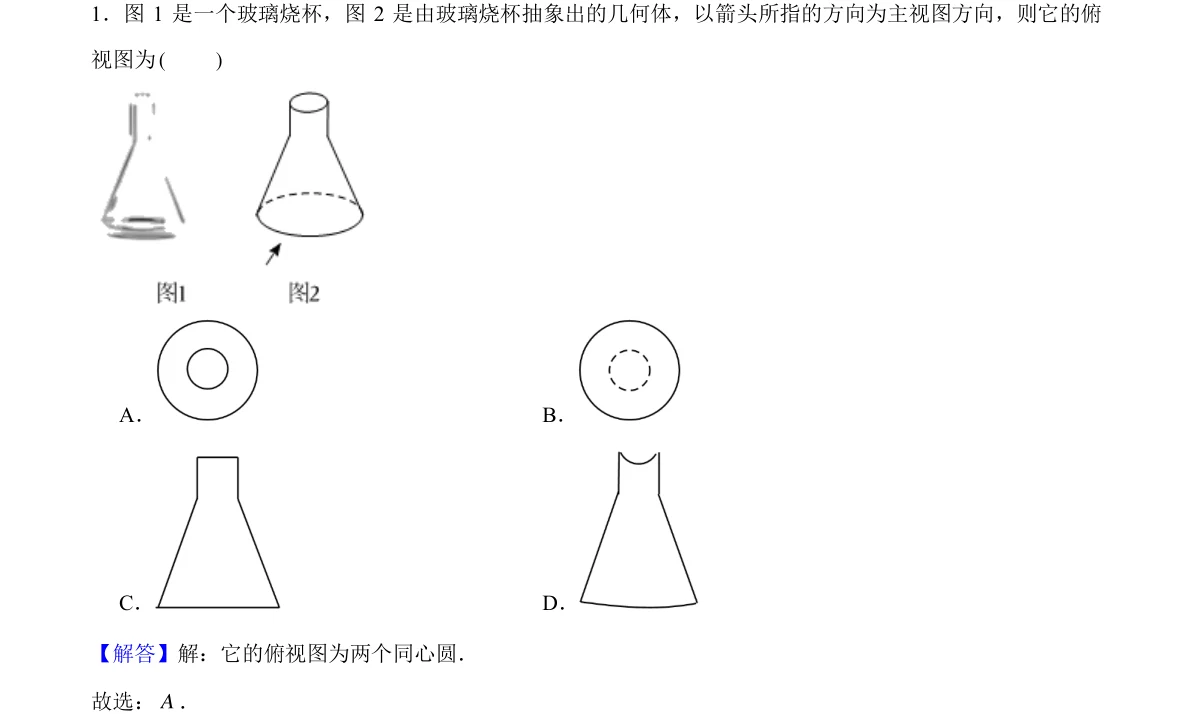 1．图 1 是一个玻璃烧杯，图 2 是由玻璃烧杯抽象出的几何体，以箭头所指的方向为主视图方向，则它的俯
视图为(　　)
图1 图2
A． B．
C． D．
【解答】解：它的俯视图为两个同心圆．
故选：A．